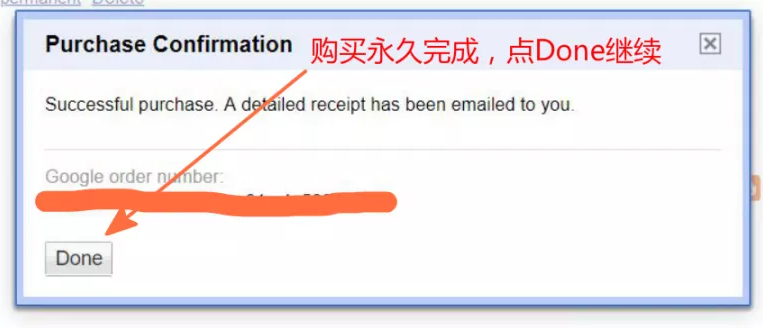 permanent Delete
Purchase Confirmation
购买永久完成，点Done继续
Successful purchase. A detailed receipt has been emailed to you.
Google order number:
Done